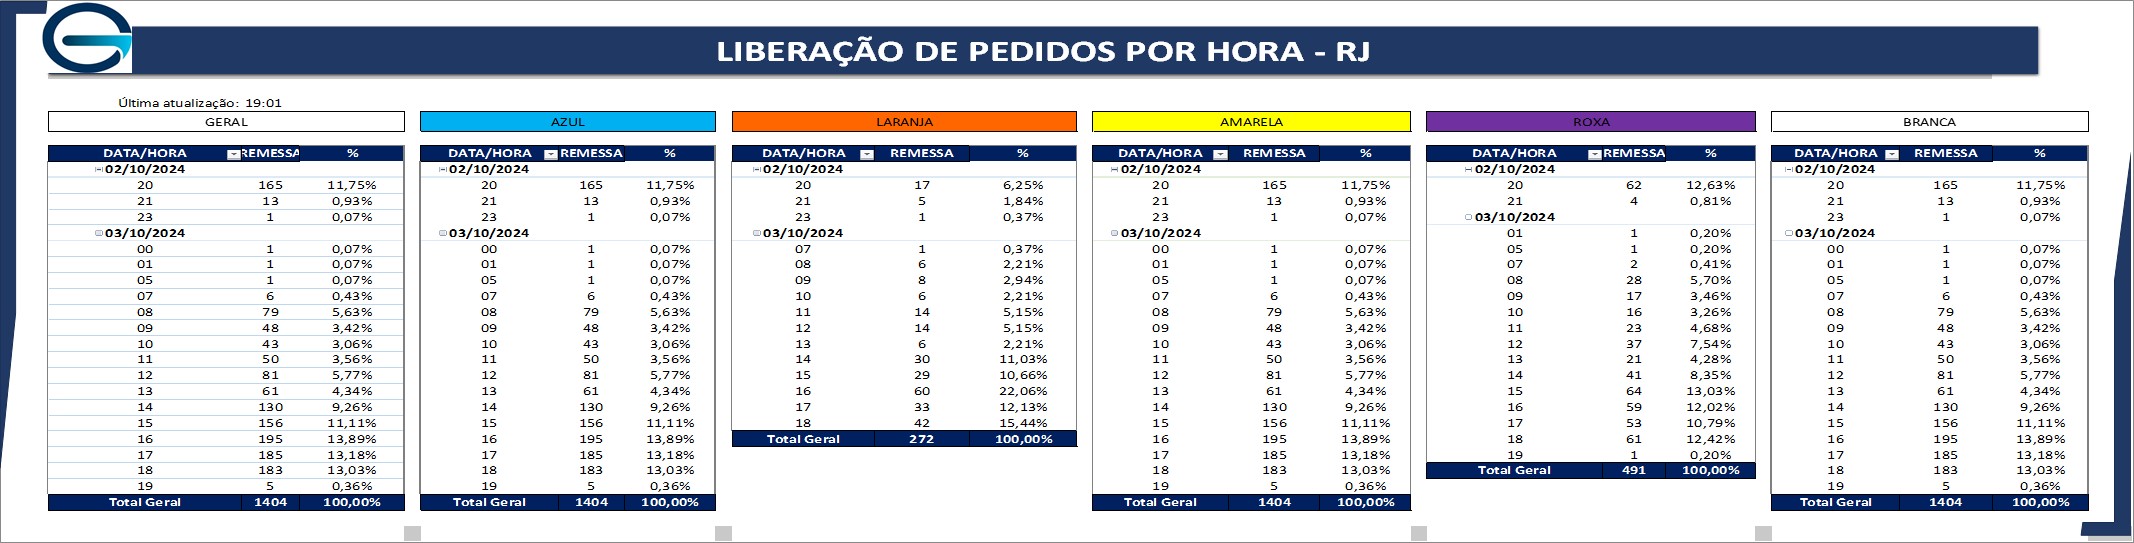 LIBERAÇÃO DE PEDIDOS POR HORA - RJ
Última atualização: 19:01
GERAL
DATA/HORA REMESSA %
02/10/2024
20 165 11,75%
21 13 0,93%
23 1 0,07%
03/10/2024
00 1 0,07%
01 1 0,07%
05 1 0,07%
07 6 0,43%
08 79 5,63%
09 48 3,42%
10 43 3,06%
11 50 3,56%
12 81 5,77%
13 61 4,34%
14 130 9,26%
15 156 11,11%
16 195 13,89%
17 185 13,18%
18 183 13,03%
19 5 0,36%
Total Geral 1404 100,00%
AZUL
DATA/HORA REMESSA %
02/10/2024
20 165 11,75%
21 13 0,93%
23 1 0,07%
03/10/2024
00 1 0,07%
01 1 0,07%
05 1 0,07%
07 6 0,43%
08 79 5,63%
09 48 3,42%
10 43 3,06%
11 50 3,56%
12 81 5,77%
13 61 4,34%
14 130 9,26%
15 156 11,11%
16 195 13,89%
17 185 13,18%
18 183 13,03%
19 5 0,36%
Total Geral 1404 100,00%
LARANJA
DATA/HORA REMESSA %
02/10/2024
20 17 6,25%
21 5 1,84%
23 1 0,37%
03/10/2024
07 1 0,37%
08 6 2,21%
09 8 2,94%
10 6 2,21%
11 14 5,15%
12 14 5,15%
13 6 2,21%
14 30 11,03%
15 29 10,66%
16 60 22,06%
17 33 12,13%
18 42 15,44%
Total Geral 272 100,00%
AMARELA
DATA/HORA REMESSA %
02/10/2024
20 165 11,75%
21 13 0,93%
23 1 0,07%
03/10/2024
00 1 0,07%
01 1 0,07%
05 1 0,07%
07 6 0,43%
08 79 5,63%
09 48 3,42%
10 43 3,06%
11 50 3,56%
12 81 5,77%
13 61 4,34%
14 130 9,26%
15 156 11,11%
16 195 13,89%
17 185 13,18%
18 183 13,03%
19 5 0,36%
Total Geral 1404 100,00%
ROXA
DATA/HORA REMESSA %
02/10/2024
20 62 12,63%
21 4 0,81%
03/10/2024
01 1 0,20%
05 1 0,20%
07 2 0,41%
08 28 5,70%
09 17 3,46%
10 16 3,26%
11 23 4,68%
12 37 7,54%
13 21 4,28%
14 41 8,35%
15 64 13,03%
16 59 12,02%
17 53 10,79%
18 61 12,42%
19 1 0,20%
Total Geral 491 100,00%
BRANCA
DATA/HORA REMESSA %
02/10/2024
20 165 11,75%
21 13 0,93%
23 1 0,07%
03/10/2024
00 1 0,07%
01 1 0,07%
05 1 0,07%
07 6 0,43%
08 79 5,63%
09 48 3,42%
10 43 3,06%
11 50 3,56%
12 81 5,77%
13 61 4,34%
14 130 9,26%
15 156 11,11%
16 195 13,89%
17 185 13,18%
18 183 13,03%
19 5 0,36%
Total Geral 1404 100,00%